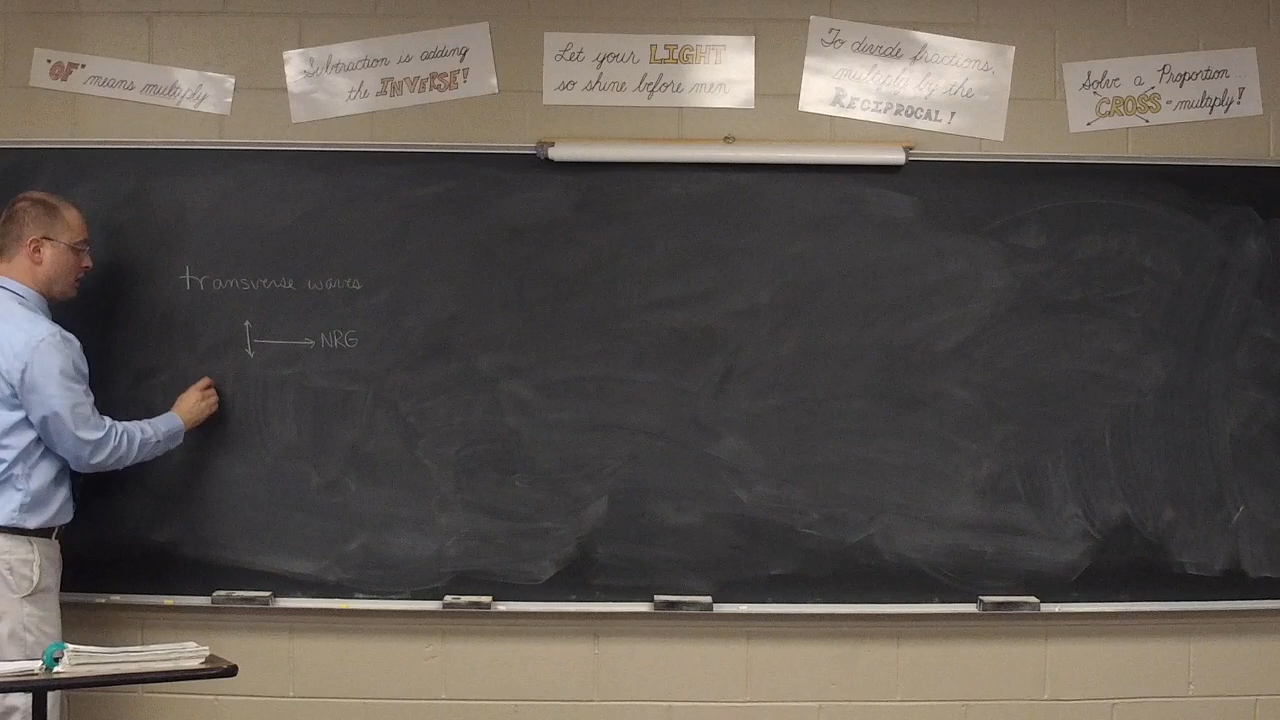 "OF" means multiply
Subtraction is adding
the INVERSE!
Let your LIGHT
so shine before men
To divide fractions,
multiply by the
RECIPROCAL!
Solve a Proportion...
CROSS-multiply!
transverse waves
NRG